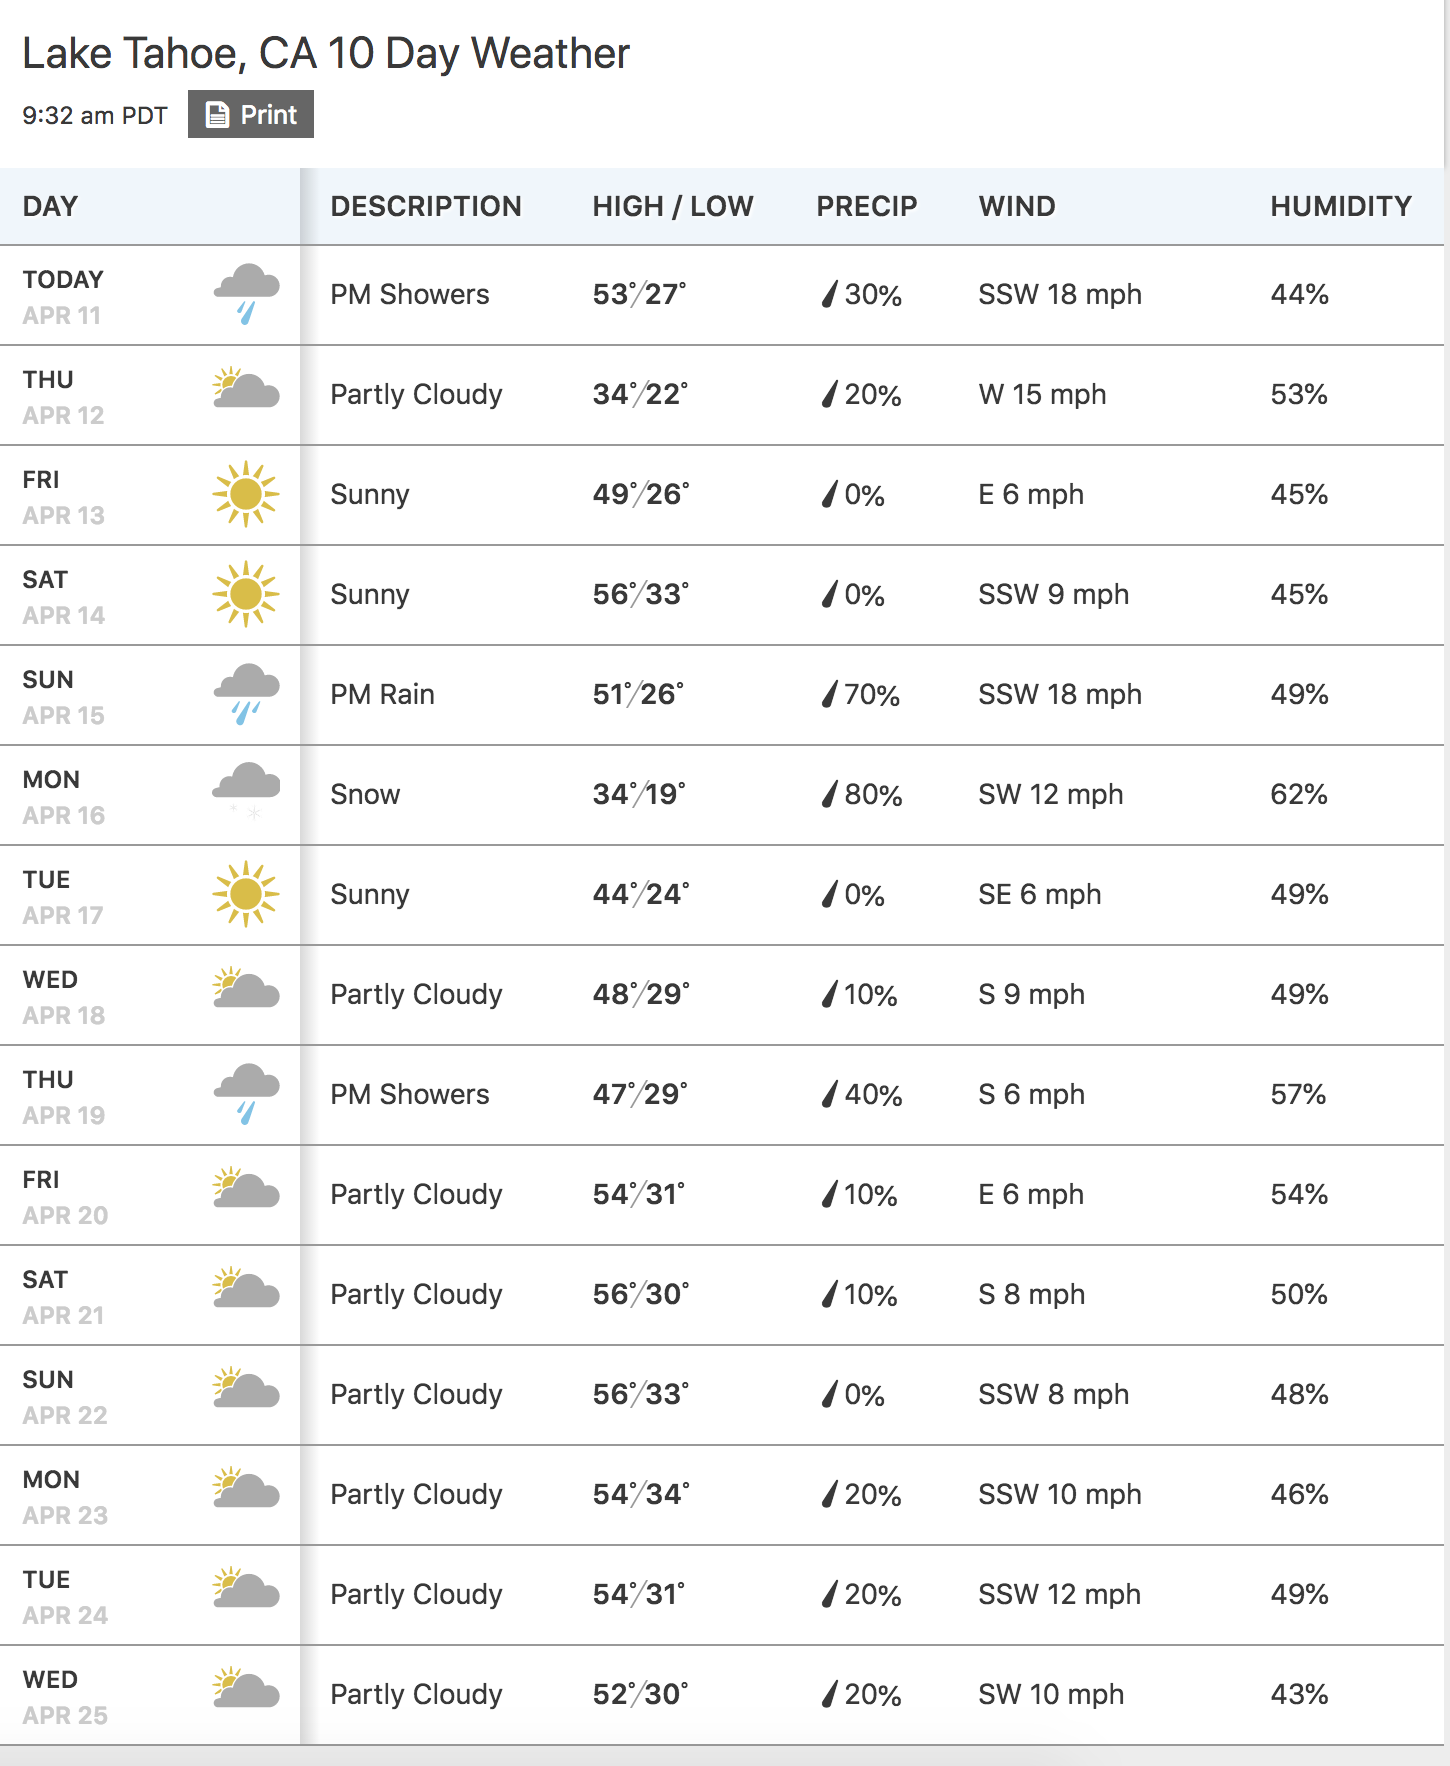 Lake Tahoe, CA 10 Day Weather
9:32 am PDT Print
DAY DESCRIPTION HIGH / LOW PRECIP WIND HUMIDITY
TODAY
APR 11 PM Showers 53°/27° 30% SSW 18 mph 44%
THU
APR 12 Partly Cloudy 34°/22° 20% W 15 mph 53%
FRI
APR 13 Sunny 49°/26° 0% E 6 mph 45%
SAT
APR 14 Sunny 56°/33° 0% SSW 9 mph 45%
SUN
APR 15 PM Rain 51°/26° 70% SSW 18 mph 49%
MON
APR 16 Snow 34°/19° 80% SW 12 mph 62%
TUE
APR 17 Sunny 44°/24° 0% SE 6 mph 49%
WED
APR 18 Partly Cloudy 48°/29° 10% S 9 mph 49%
THU
APR 19 PM Showers 47°/29° 40% S 6 mph 57%
FRI
APR 20 Partly Cloudy 54°/31° 10% E 6 mph 54%
SAT
APR 21 Partly Cloudy 56°/30° 10% S 8 mph 50%
SUN
APR 22 Partly Cloudy 56°/33° 0% SSW 8 mph 48%
MON
APR 23 Partly Cloudy 54°/34° 20% SSW 10 mph 46%
TUE
APR 24 Partly Cloudy 54°/31° 20% SSW 12 mph 49%
WED
APR 25 Partly Cloudy 52°/30° 20% SW 10 mph 43%